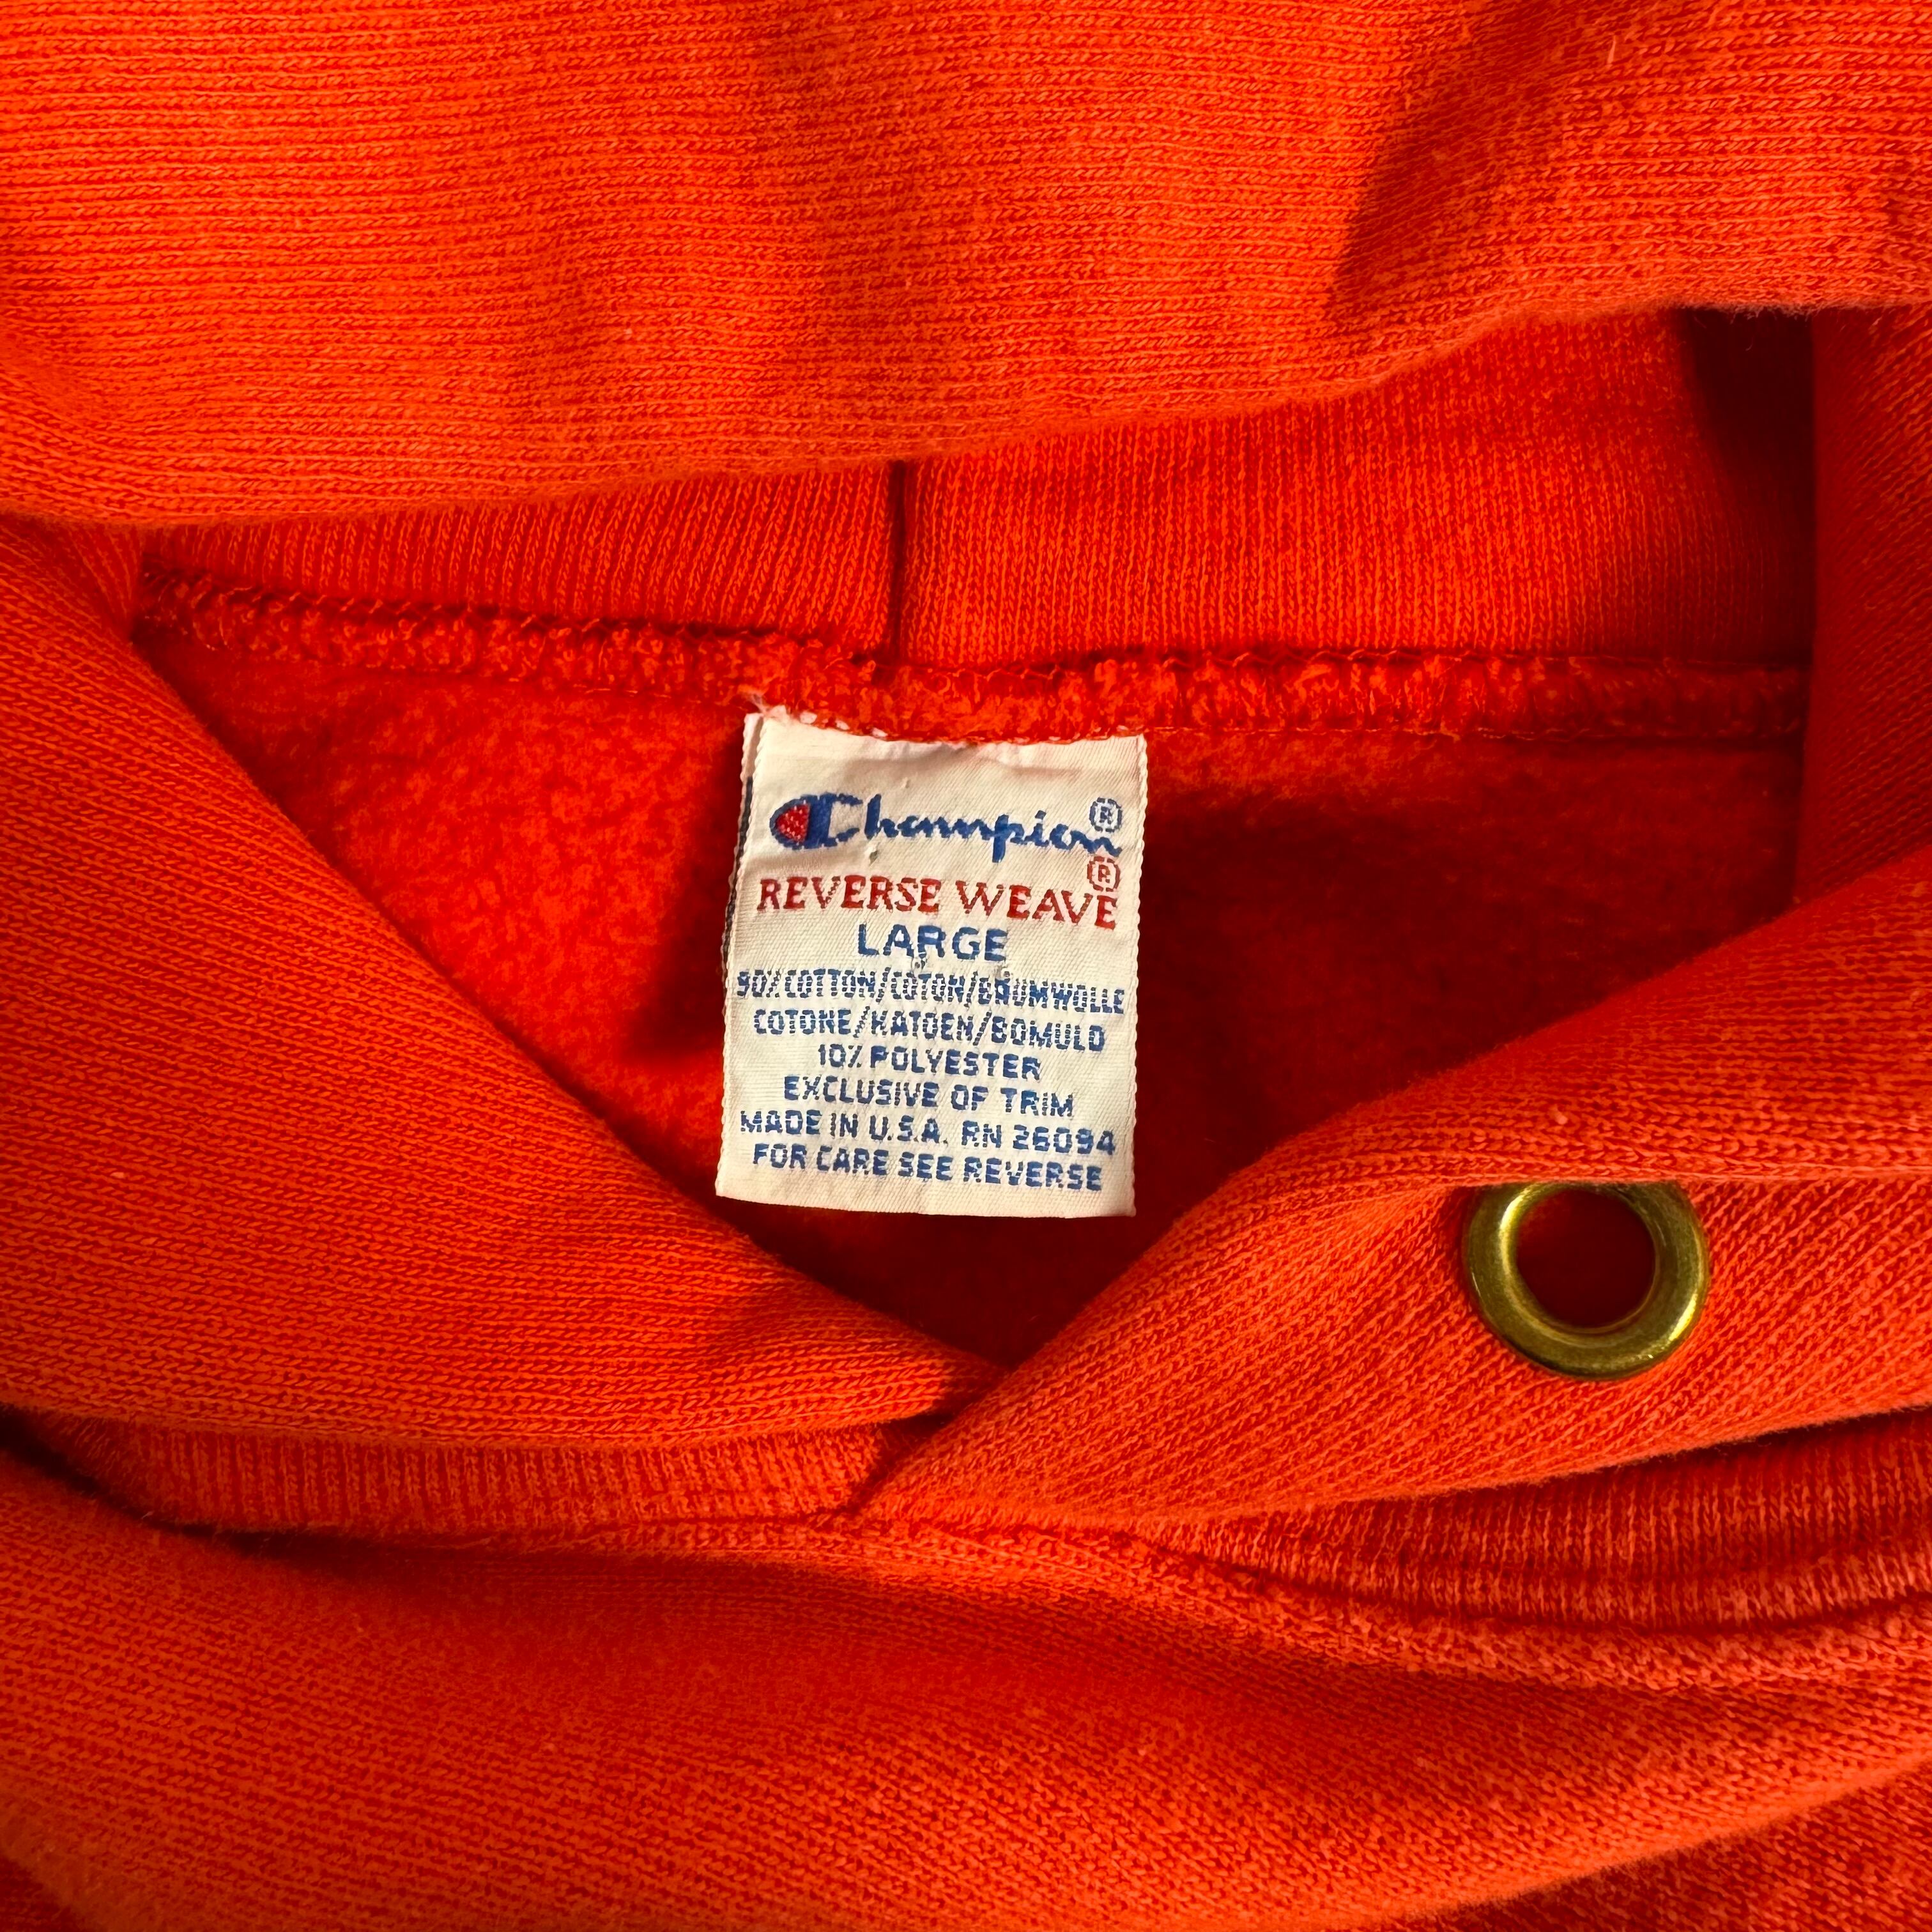 Champion®
REVERSE WEAVE®
LARGE
90% COTTON/COTON/BAUMWOLLE
COTONE/KATOEN/BOMULD
10% POLYESTER
EXCLUSIVE OF TRIM
MADE IN U.S.A. RN 26094
FOR CARE SEE REVERSE